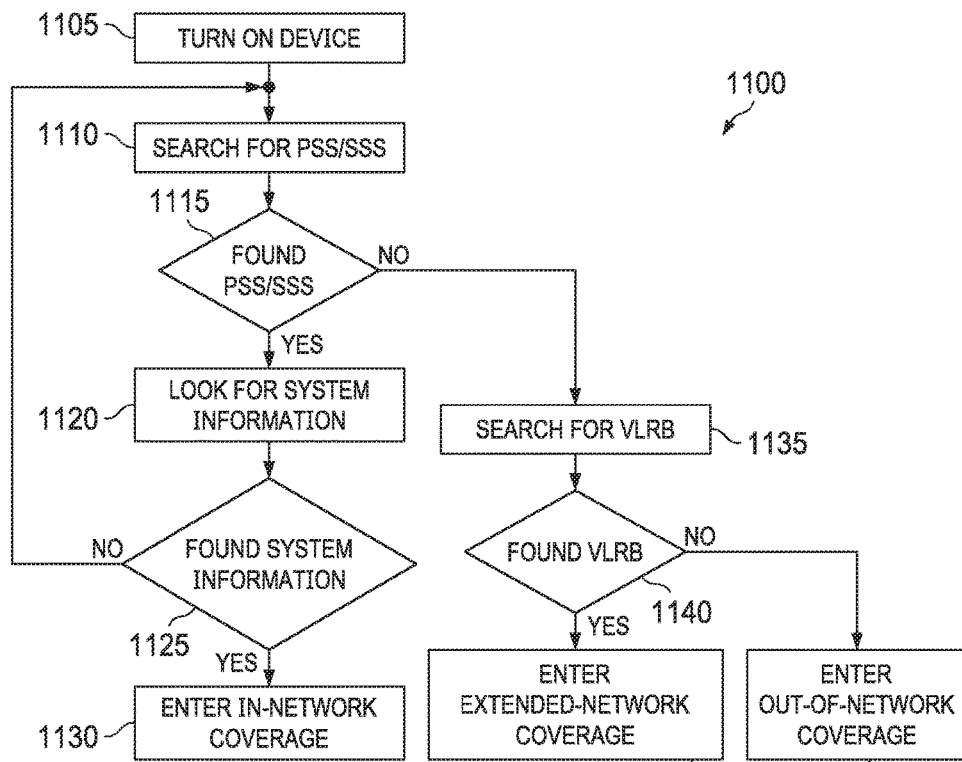 1105
TURN ON DEVICE
1100
1110
SEARCH FOR PSS/SSS
1115
FOUND
PSS/SSS
NO
YES
1120
LOOK FOR SYSTEM
INFORMATION
SEARCH FOR VLRB
1135
NO
FOUND SYSTEM
INFORMATION
1125
YES
FOUND VLRB
NO
1140
YES
1130
ENTER IN-NETWORK
COVERAGE
ENTER
EXTENDED-NETWORK
COVERAGE
ENTER
OUT-OF-NETWORK
COVERAGE